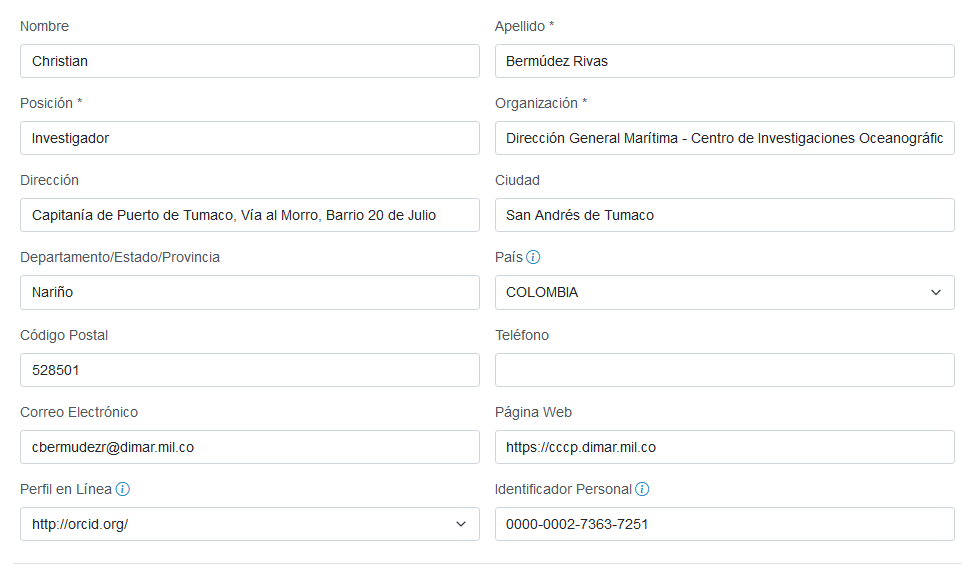 Nombre
Apellido *
Christian
Bermúdez Rivas
Posición *
Organización *
Investigador
Dirección General Marítima - Centro de Investigaciones Oceanográfic
Dirección
Ciudad
Capitanía de Puerto de Tumaco, Vía al Morro, Barrio 20 de Julio
San Andrés de Tumaco
Departamento/Estado/Provincia
País
Nariño
COLOMBIA
Código Postal
Teléfono
528501
Correo Electrónico
Página Web
cbermudezr@dimar.mil.co
https://cccp.dimar.mil.co
Perfil en Línea
Identificador Personal
http://orcid.org/
0000-0002-7363-7251